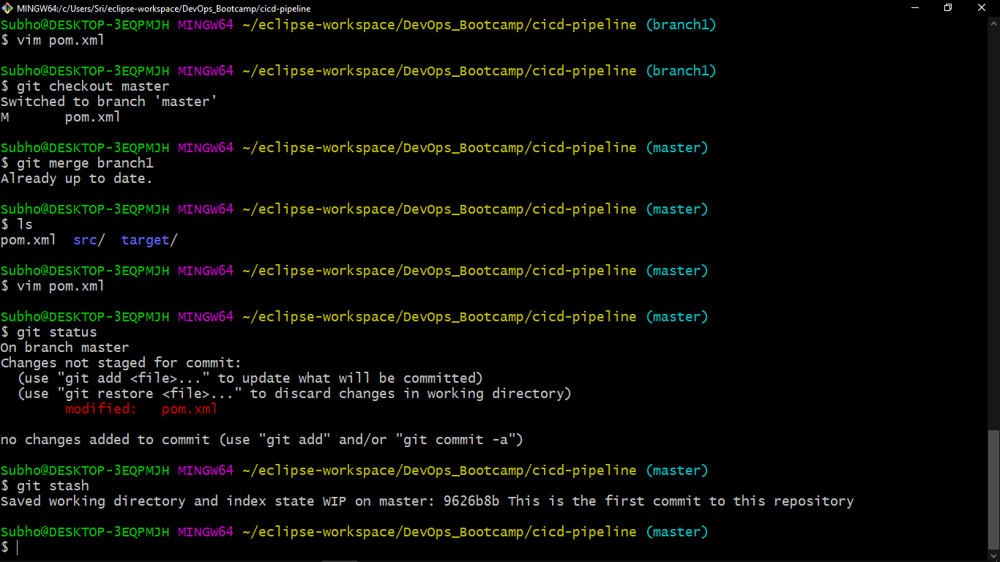 MINGW64:/c/Users/Sri/eclipse-workspace/DevOps_Bootcamp/cicd-pipeline
Subho@DESKTOP-3EQPMJH MINGW64 ~/eclipse-workspace/DevOps_Bootcamp/cicd-pipeline (branch1)
$ vim pom.xml
Subho@DESKTOP-3EQPMJH MINGW64 ~/eclipse-workspace/DevOps_Bootcamp/cicd-pipeline (branch1)
$ git checkout master
Switched to branch 'master'
M       pom.xml
Subho@DESKTOP-3EQPMJH MINGW64 ~/eclipse-workspace/DevOps_Bootcamp/cicd-pipeline (master)
$ git merge branch1
Already up to date.
Subho@DESKTOP-3EQPMJH MINGW64 ~/eclipse-workspace/DevOps_Bootcamp/cicd-pipeline (master)
$ ls
pom.xml  src/  target/
Subho@DESKTOP-3EQPMJH MINGW64 ~/eclipse-workspace/DevOps_Bootcamp/cicd-pipeline (master)
$ vim pom.xml
Subho@DESKTOP-3EQPMJH MINGW64 ~/eclipse-workspace/DevOps_Bootcamp/cicd-pipeline (master)
$ git status
On branch master
Changes not staged for commit:
  (use "git add <file>..." to update what will be committed)
  (use "git restore <file>..." to discard changes in working directory)
        modified:   pom.xml
no changes added to commit (use "git add" and/or "git commit -a")
Subho@DESKTOP-3EQPMJH MINGW64 ~/eclipse-workspace/DevOps_Bootcamp/cicd-pipeline (master)
$ git stash
Saved working directory and index state WIP on master: 9626b8b This is the first commit to this repository
Subho@DESKTOP-3EQPMJH MINGW64 ~/eclipse-workspace/DevOps_Bootcamp/cicd-pipeline (master)
$